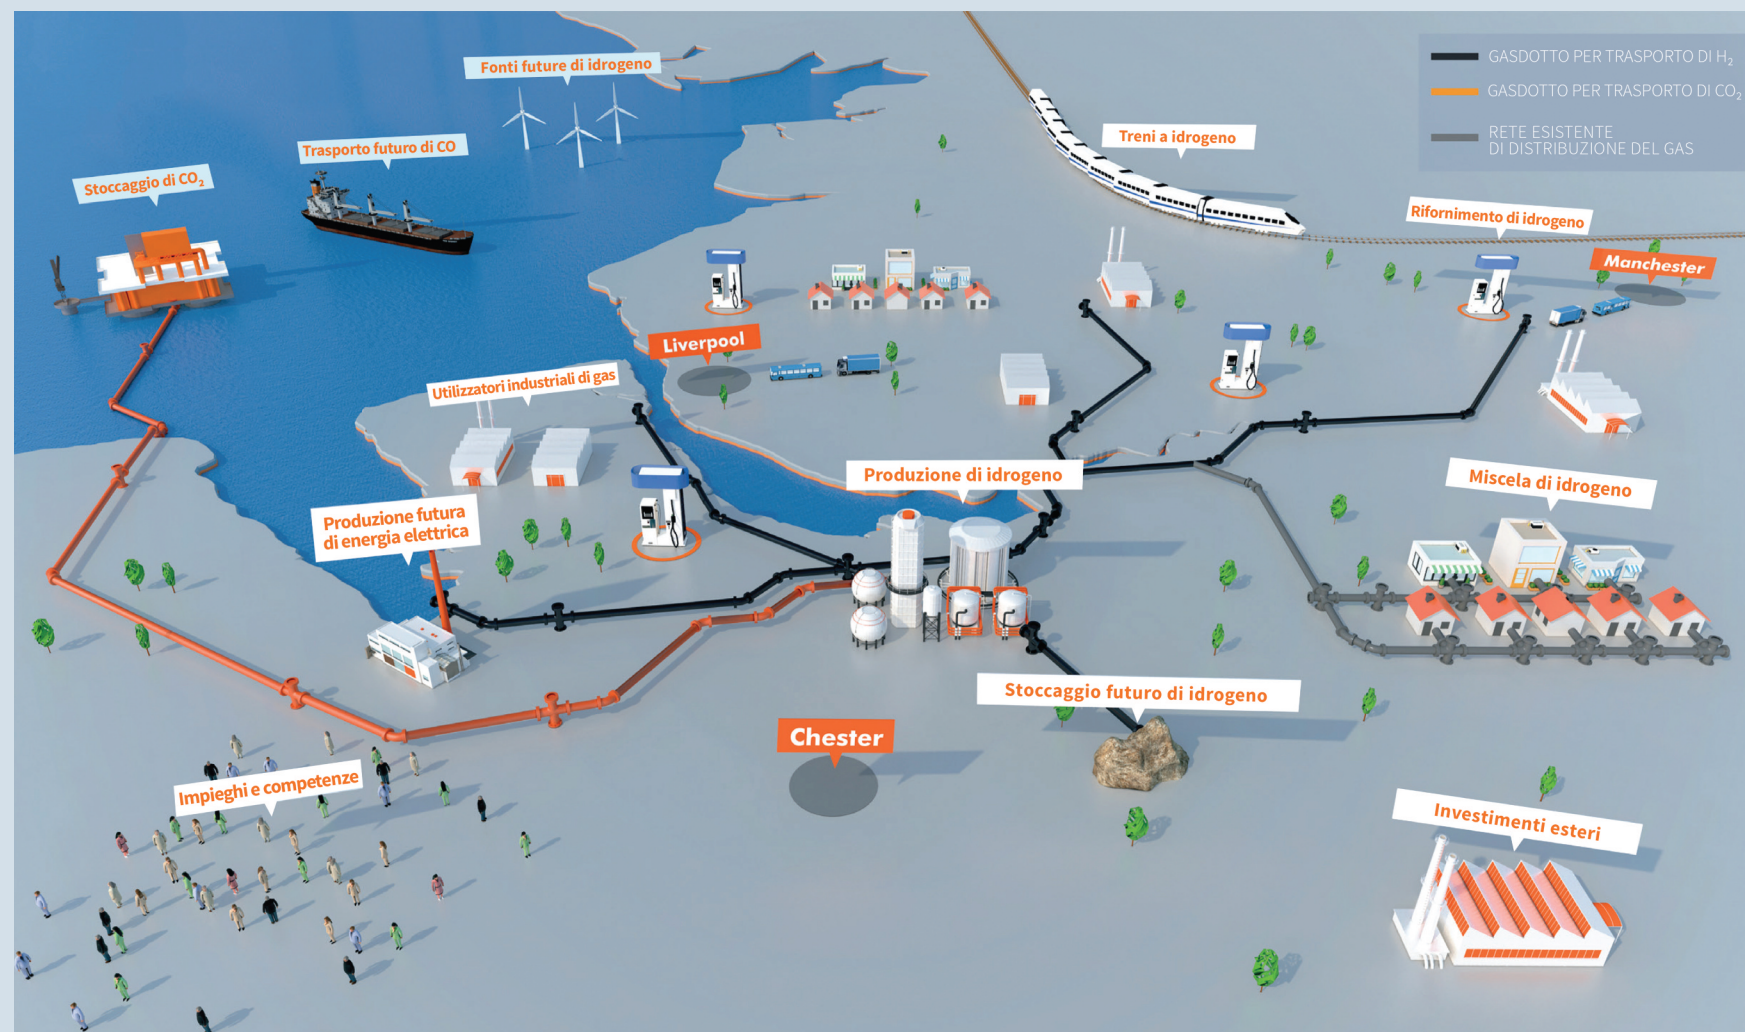 Fonti future di idrogeno
GASDOTTO PER TRASPORTO DI H₂
GASDOTTO PER TRASPORTO DI CO₂
RETE ESISTENTE
DI DISTRIBUZIONE DEL GAS
Trasporto futuro di CO
Treni a idrogeno
Stoccaggio di CO₂
Rifornimento di idrogeno
Manchester
Liverpool
Utilizzatori industriali di gas
Produzione di idrogeno
Miscela di idrogeno
Produzione futura
di energia elettrica
Stoccaggio futuro di idrogeno
Chester
Impieghi e competenze
Investimenti esteri